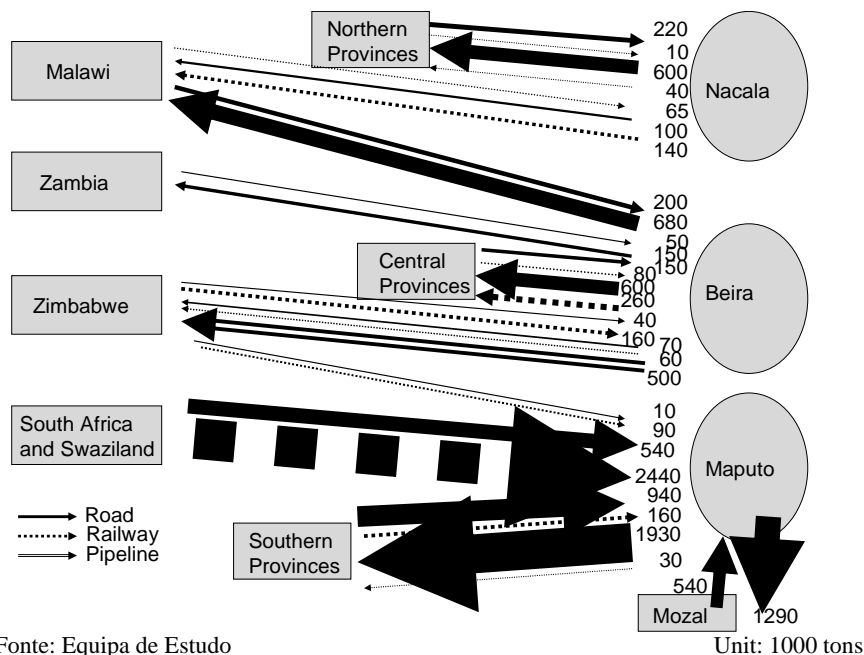 Northern
Provinces
220
10
600
40
65
100
140
Malawi
Nacala
Zambia
200
680
50
150
150
Central
Provinces
80
600
260
40
160
70
60
500
Zimbabwe
Beira
South Africa
and Swaziland
10
90
540
2440
940
160
1930
30
Maputo
Road
Railway
Pipeline
Southern
Provinces
540
Mozal
1290
Fonte: Equipa de Estudo
Unit: 1000 tons